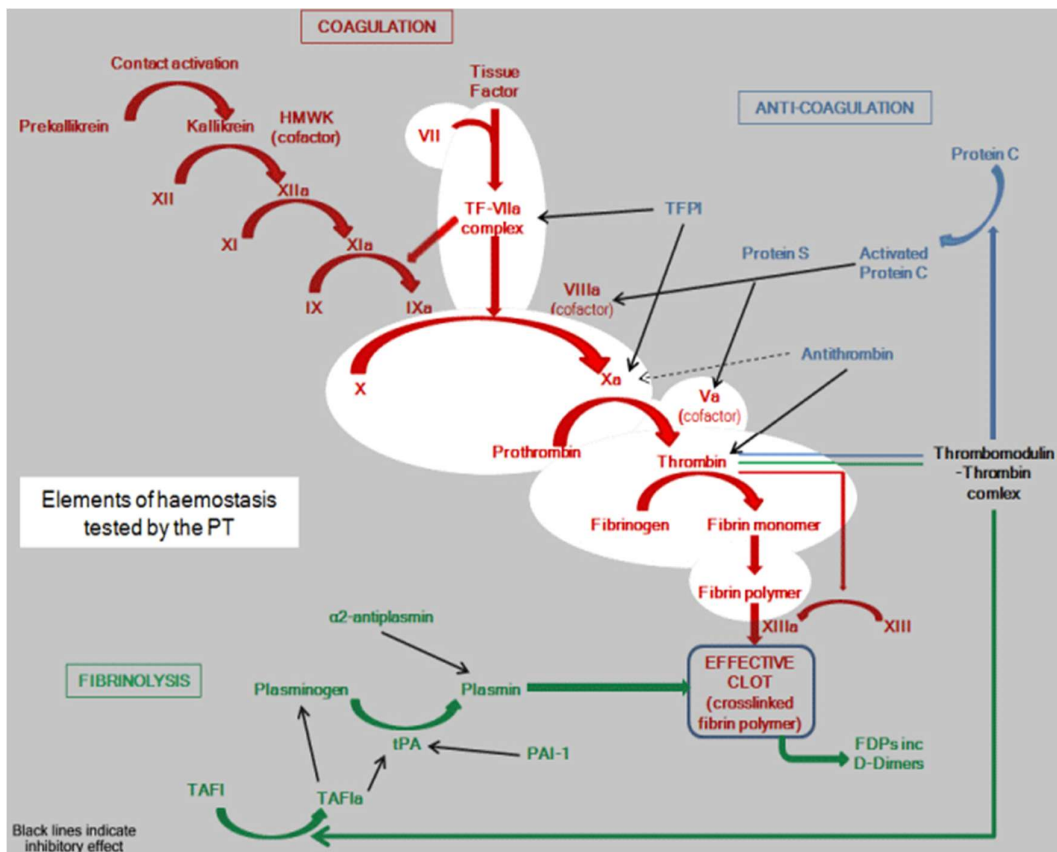 COAGULATION
Contact activation
Prekallikrein
Kallikrein
HMWK
(cofactor)
Tissue
Factor
VII
XII
XIIa
TF-VIIa
complex
XI
XIa
IX
IXa
VIIIa
(cofactor)
X
Xa
Va
(cofactor)
Prothrombin
Thrombin
Fibrinogen
Fibrin monomer
Fibrin polymer
XIIIa
XIII
EFFECTIVE
CLOT
(crosslinked
fibrin polymer)
ANTI-COAGULATION
Protein C
TFPI
Protein S
Activated
Protein C
Antithrombin
Thrombomodulin
-Thrombin
comlex
Elements of haemostasis
tested by the PT
FIBRINOLYSIS
α2-antiplasmin
Plasminogen
Plasmin
tPA
PAI-1
TAFI
TAFIa
FDPs inc
D-Dimers
Black lines indicate
inhibitory effect